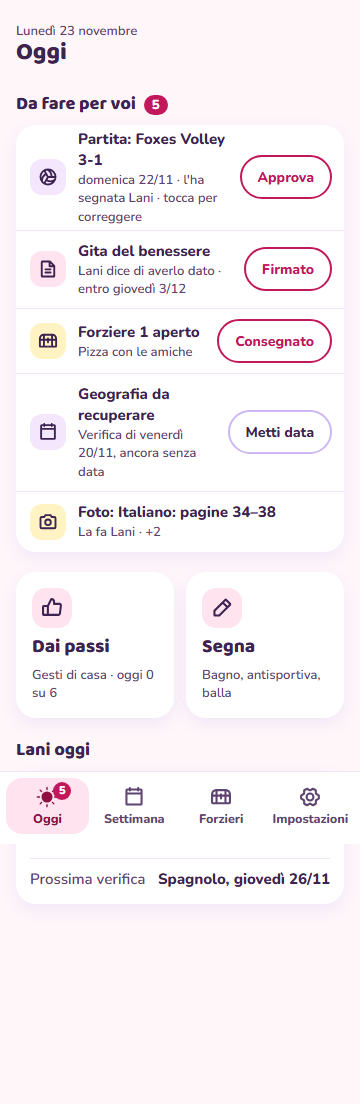 Lunedì 23 novembre
Oggi
Da fare per voi 5
Partita: Foxes Volley
3-1
domenica 22/11 · l'ha
segnata Lani · tocca per
correggere
Approva
Gita del benessere
Lani dice di averlo dato ·
entro giovedì 3/12
Firmato
Forziere 1 aperto
Pizza con le amiche
Consegnato
Geografia da
recuperare
Verifica di venerdì
20/11, ancora senza
data
Metti data
Foto: Italiano: pagine 34–38
La fa Lani · +2
Dai passi
Gesti di casa · oggi 0
su 6
Segna
Bagno, antisportiva,
balla
Lani oggi
5
Oggi
Settimana
Forzieri
Impostazioni
Prossima verifica
Spagnolo, giovedì 26/11